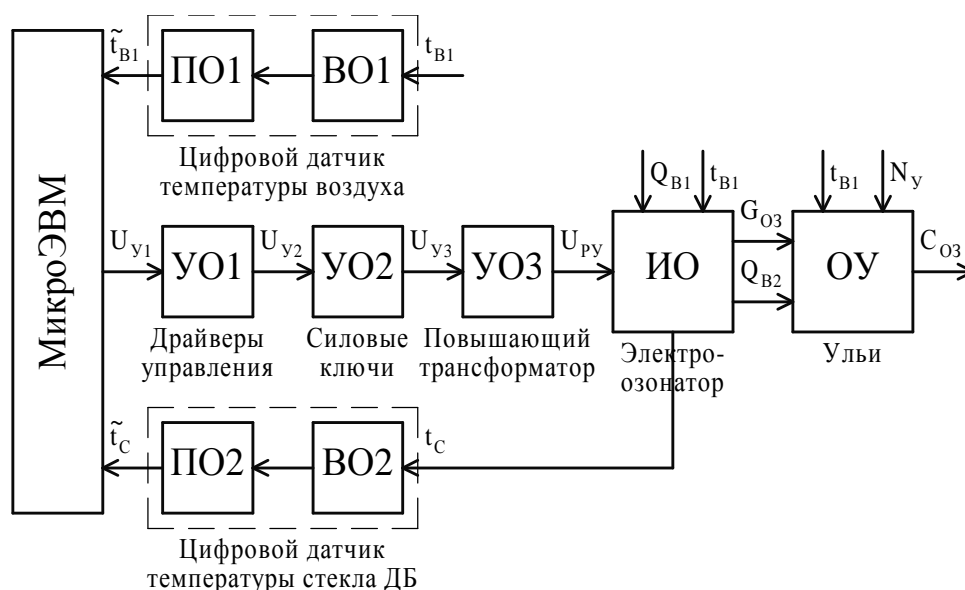 t̃В1
ПО1
ВО1
tВ1
Цифровой датчик
температуры воздуха
МикроЭВМ
UУ1
УО1
UУ2
УО2
UУ3
УО3
UРУ
QВ1
tВ1
ИО
GОЗ
QВ2
tВ1
NУ
ОУ
CОЗ
Драйверы
управления
Силовые
ключи
Повышающий
трансформатор
Электро-
озонатор
Ульи
t̃С
ПО2
ВО2
tС
Цифровой датчик
температуры стекла ДБ